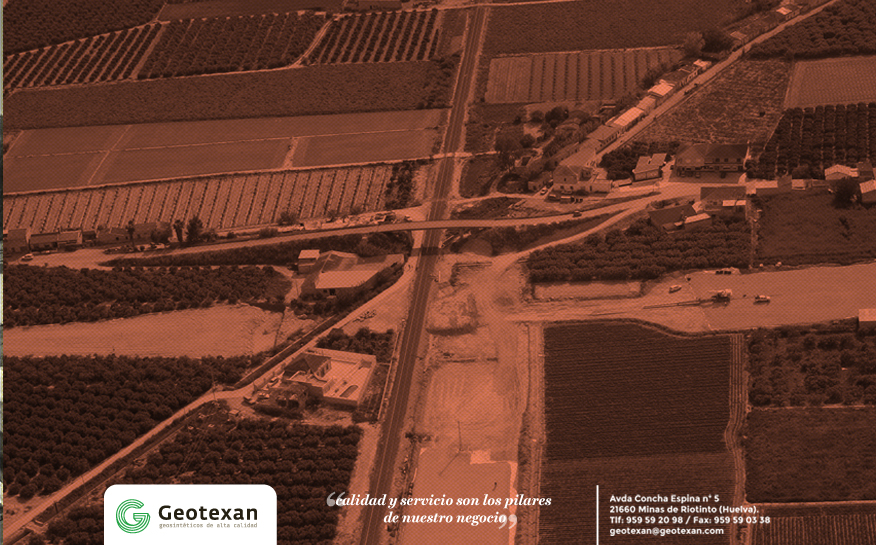 Geotexan
geosintéticos de alta calidad
“calidad y servicio son los pilares
de nuestro negocio”
Avda Concha Espina nº 5
21660 Minas de Riotinto (Huelva).
Tlf: 959 59 20 98 / Fax: 959 59 03 38
geotexan@geotexan.com